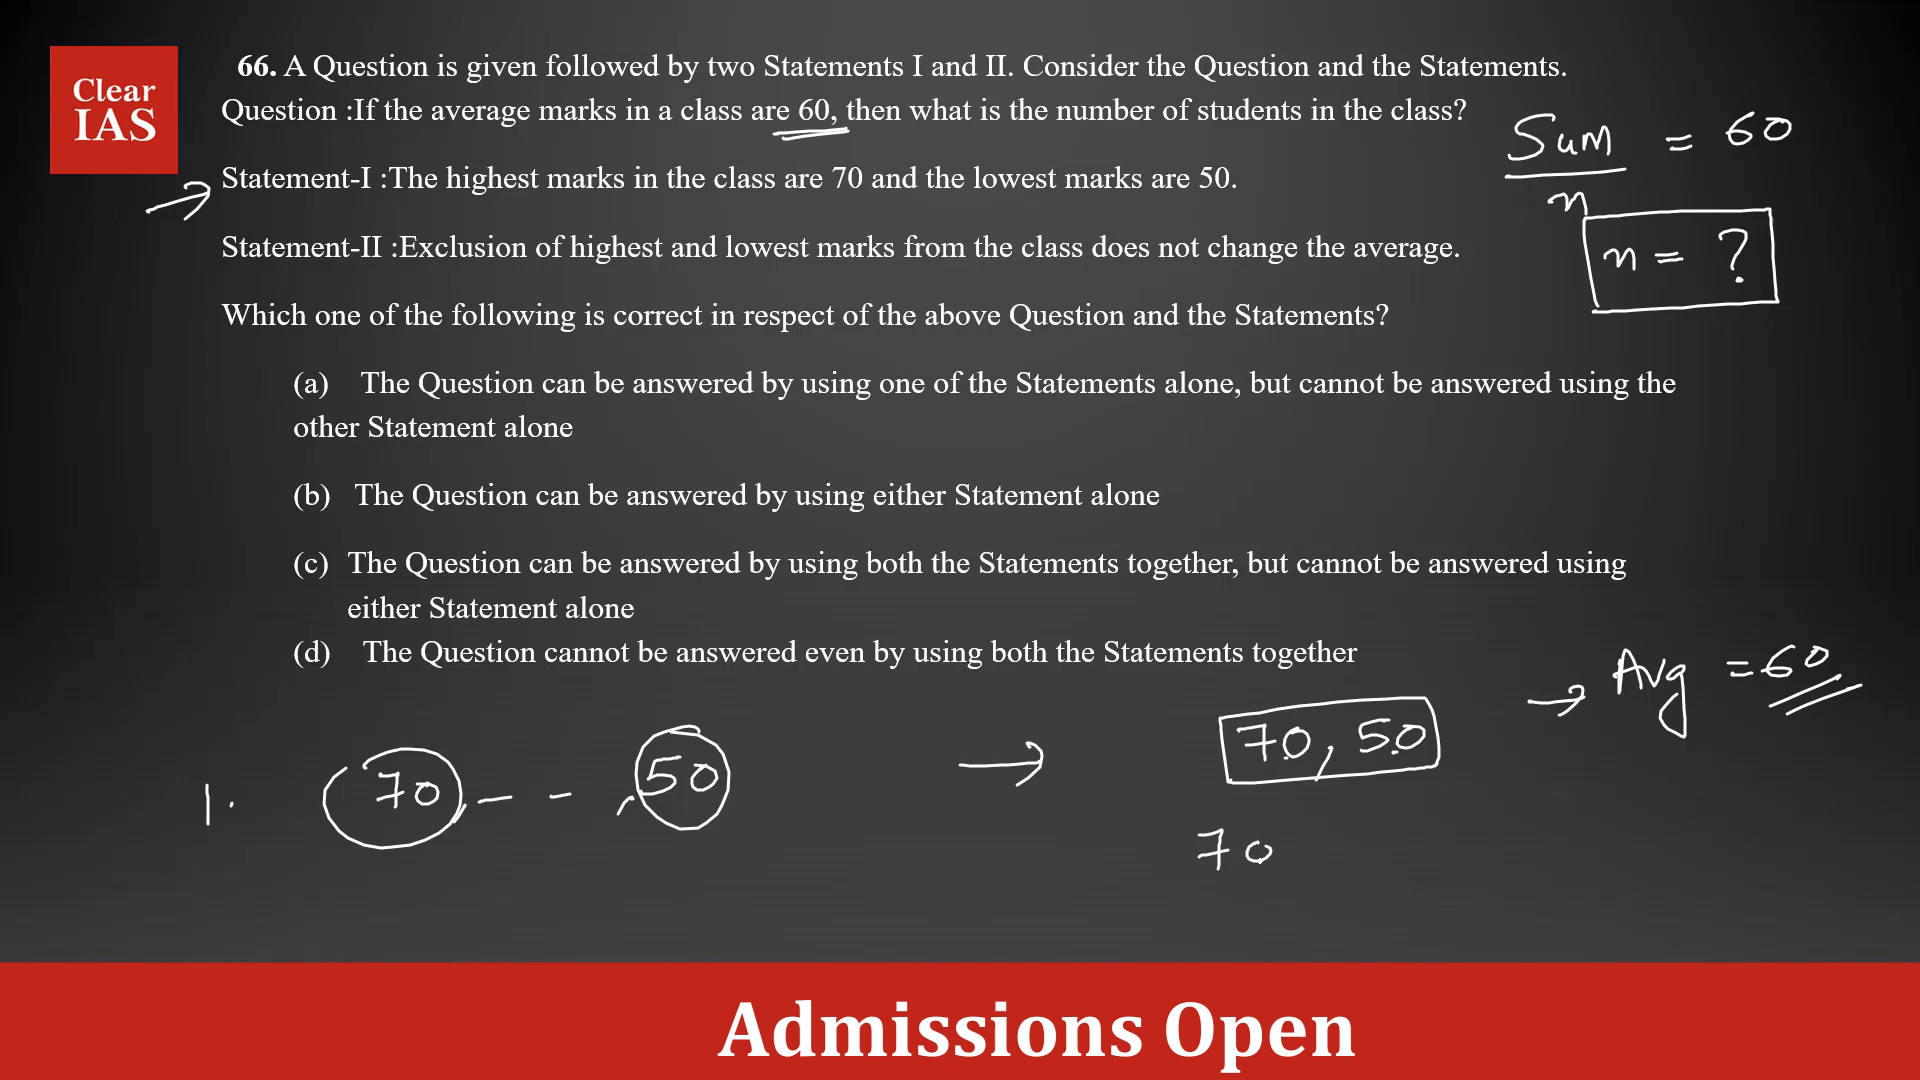 Clear
IAS
66. A Question is given followed by two Statements I and II. Consider the Question and the Statements.
Question :If the average marks in a class are 60, then what is the number of students in the class?
Sum = 60
n
Statement-I :The highest marks in the class are 70 and the lowest marks are 50.
n = ?
Statement-II :Exclusion of highest and lowest marks from the class does not change the average.
Which one of the following is correct in respect of the above Question and the Statements?
(a) The Question can be answered by using one of the Statements alone, but cannot be answered using the
other Statement alone
(b) The Question can be answered by using either Statement alone
(c) The Question can be answered by using both the Statements together, but cannot be answered using
either Statement alone
(d) The Question cannot be answered even by using both the Statements together
1. 70, - - , 50 → 70, 50 → Avg = 60
70
Admissions Open